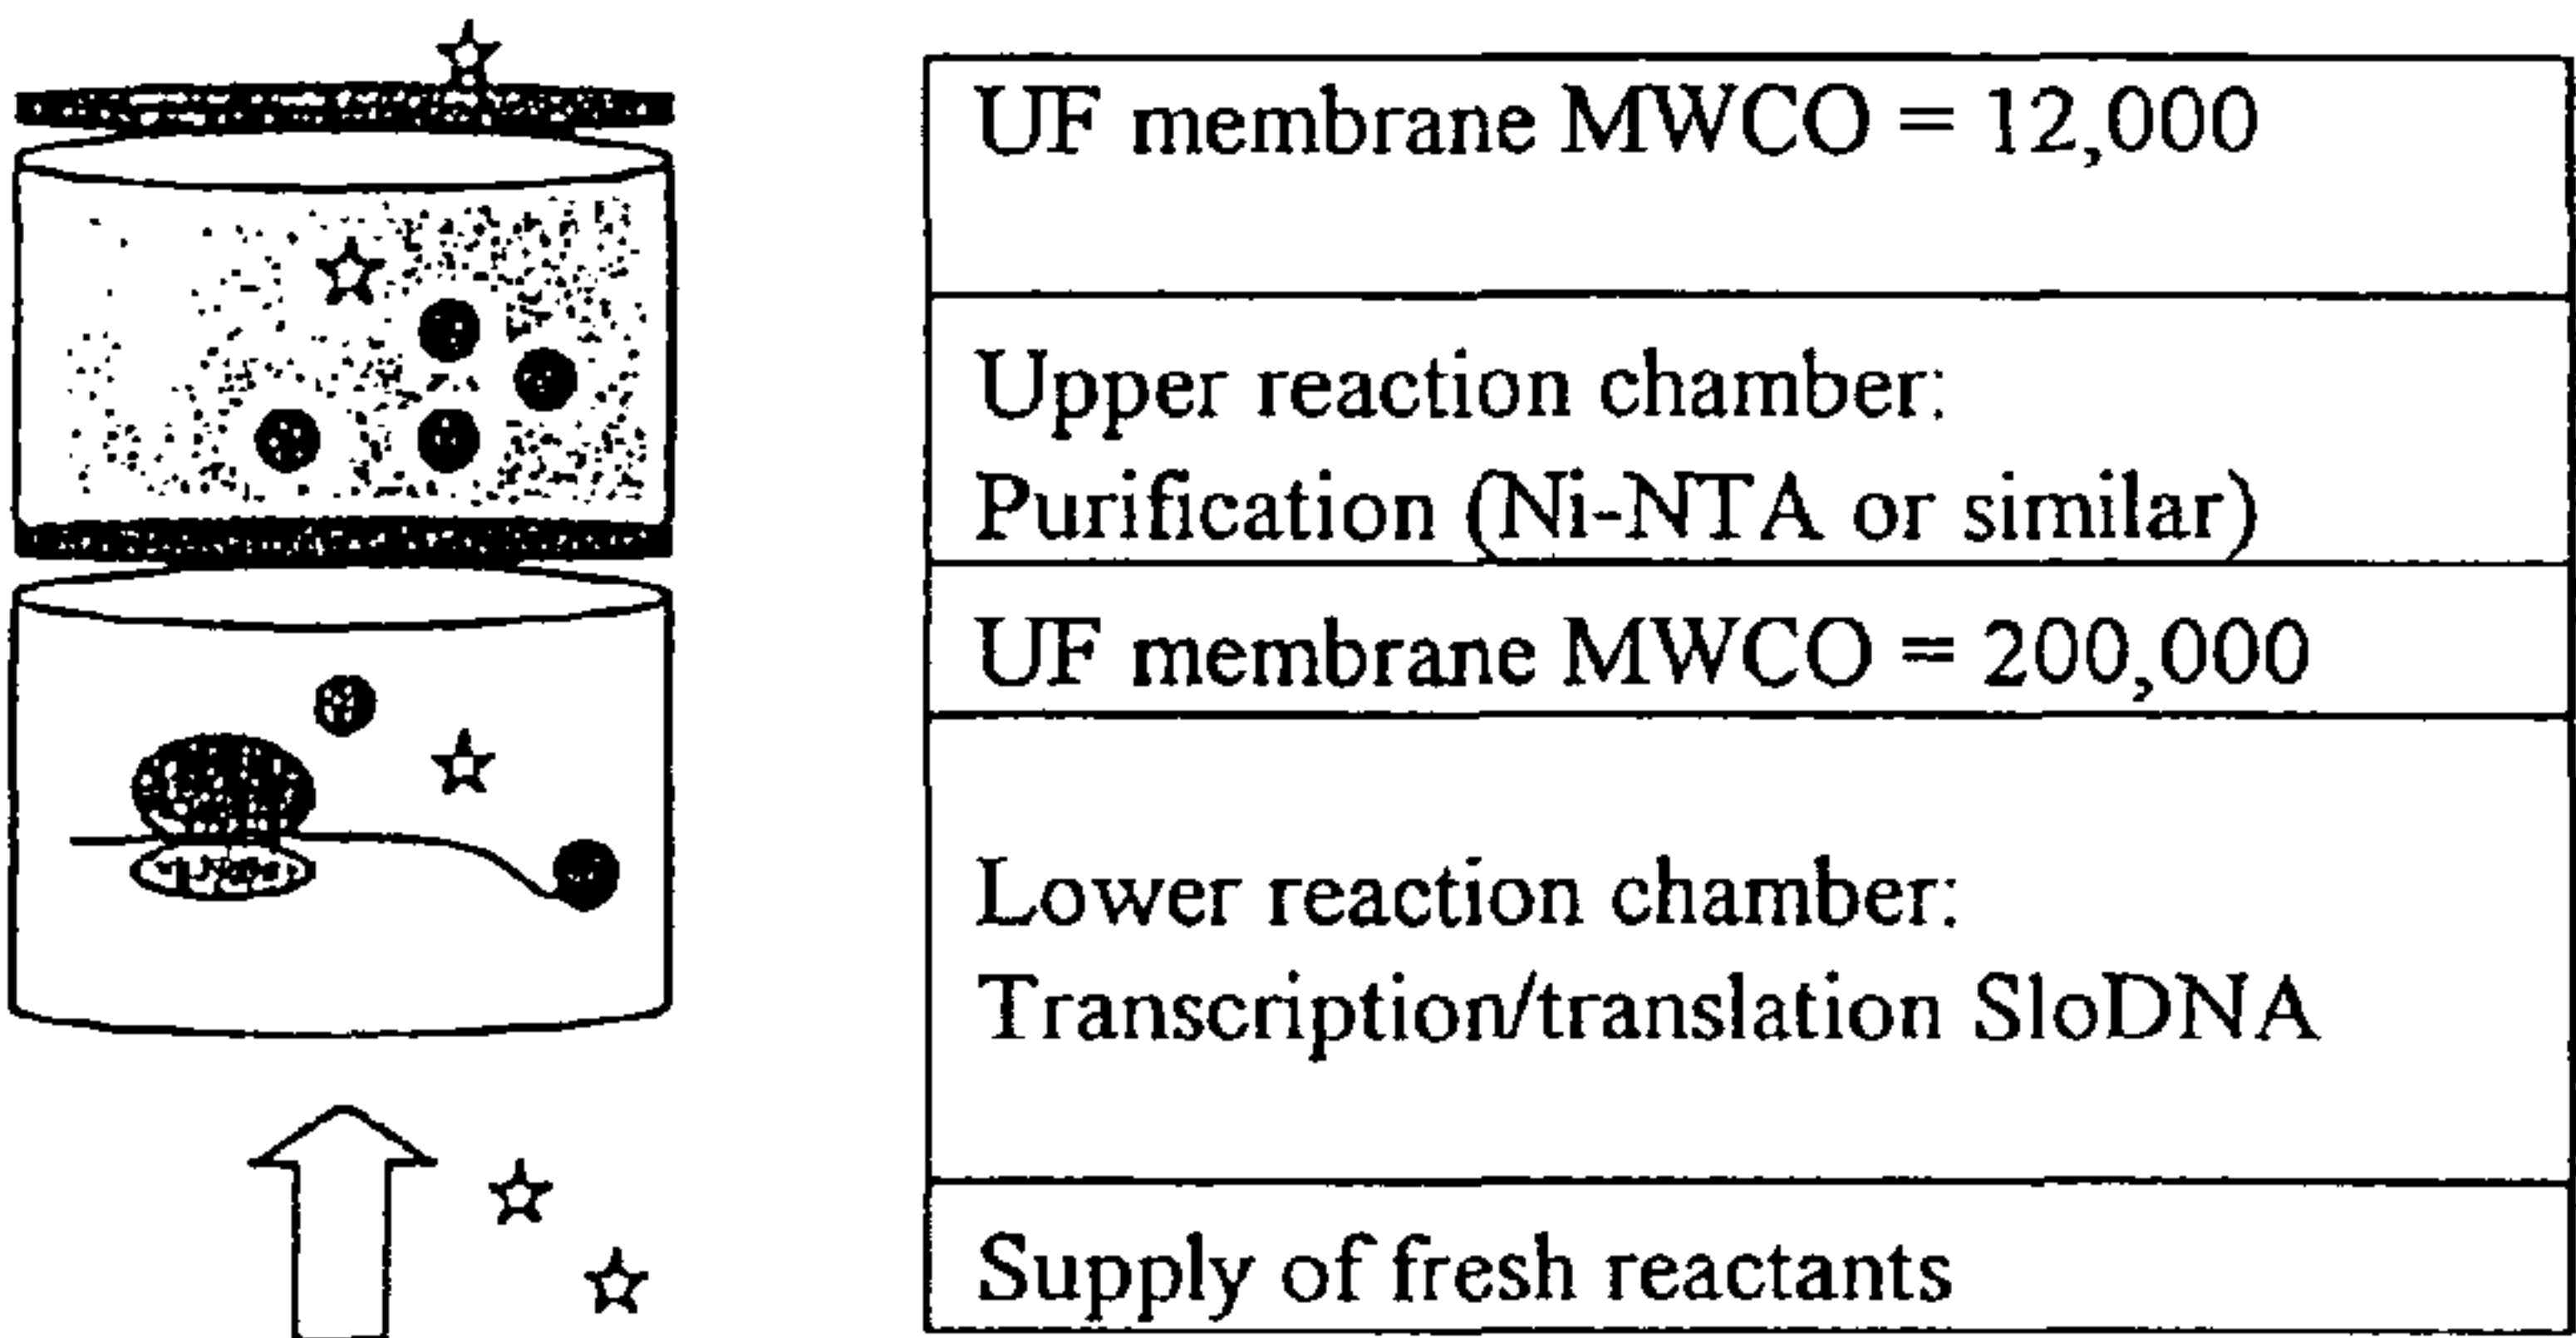 UF membrane MWCO = 12,000
Upper reaction chamber:
Purification (Ni-NTA or similar)
UF membrane MWCO = 200,000
Lower reaction chamber:
Transcription/translation SloDNA
Supply of fresh reactants